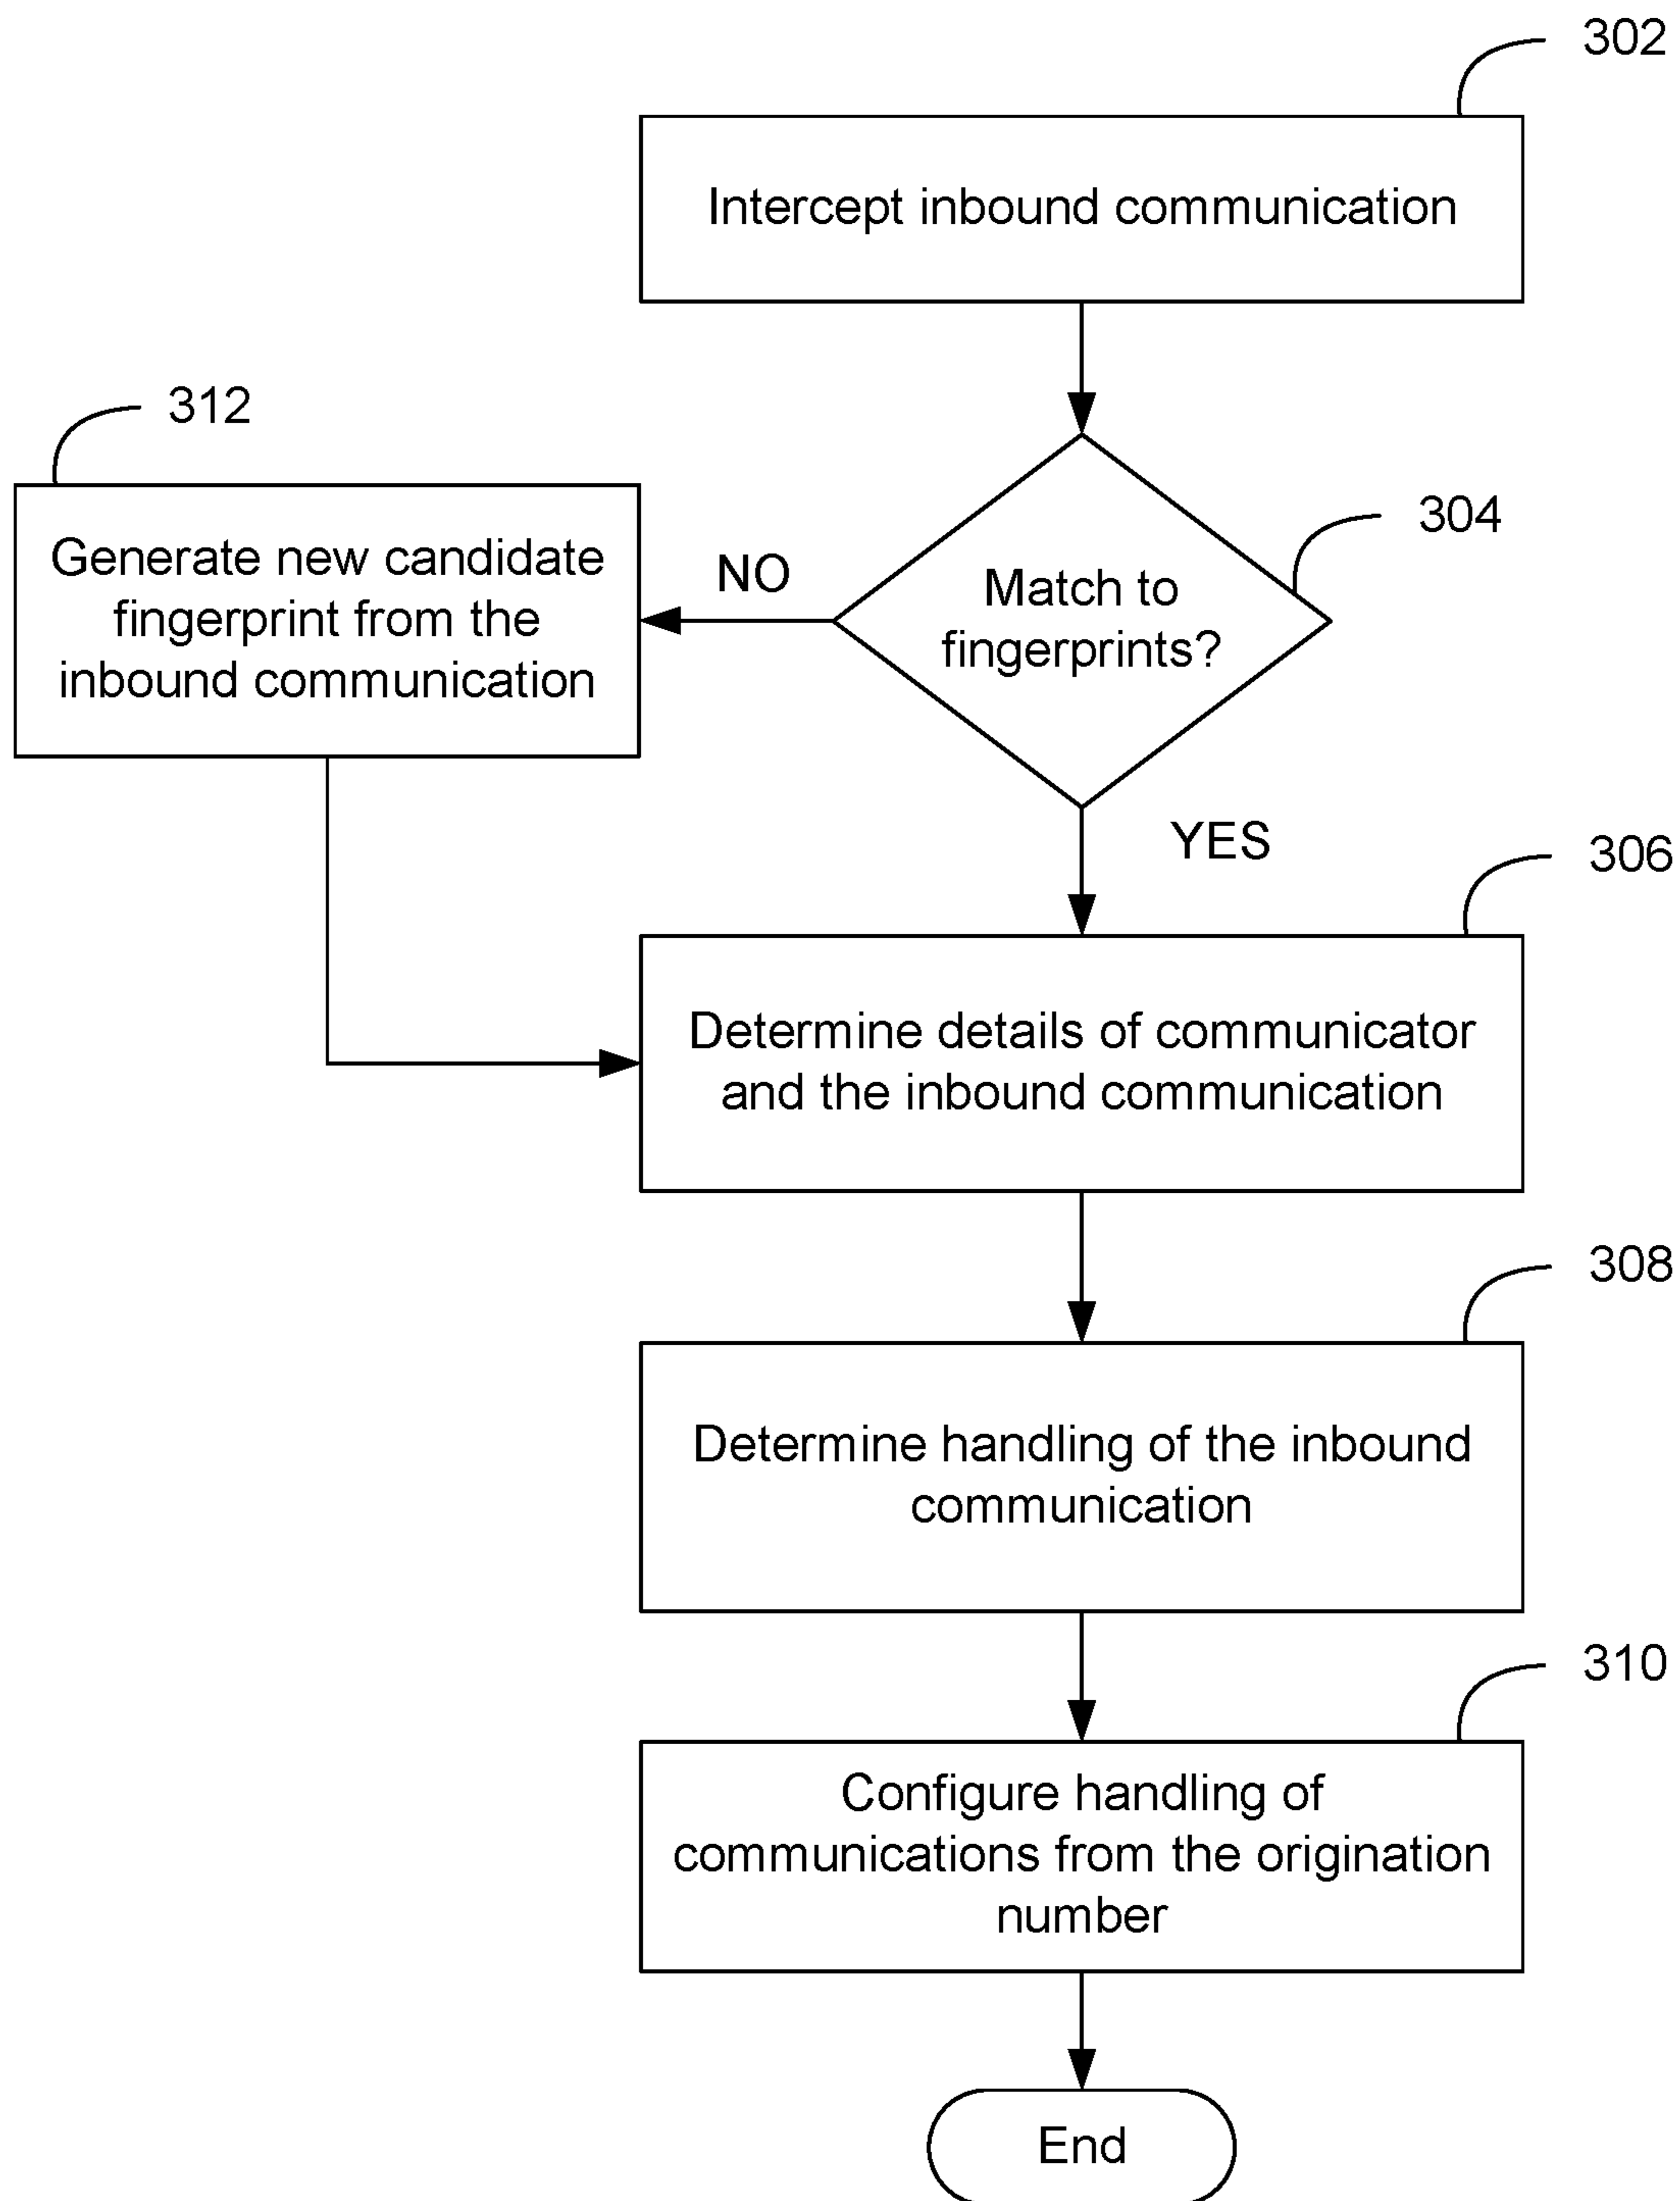 302
Intercept inbound communication
312
304
Generate new candidate
fingerprint from the
inbound communication
NO
Match to
fingerprints?
YES
306
Determine details of communicator
and the inbound communication
308
Determine handling of the inbound
communication
310
Configure handling of
communications from the origination
number
End